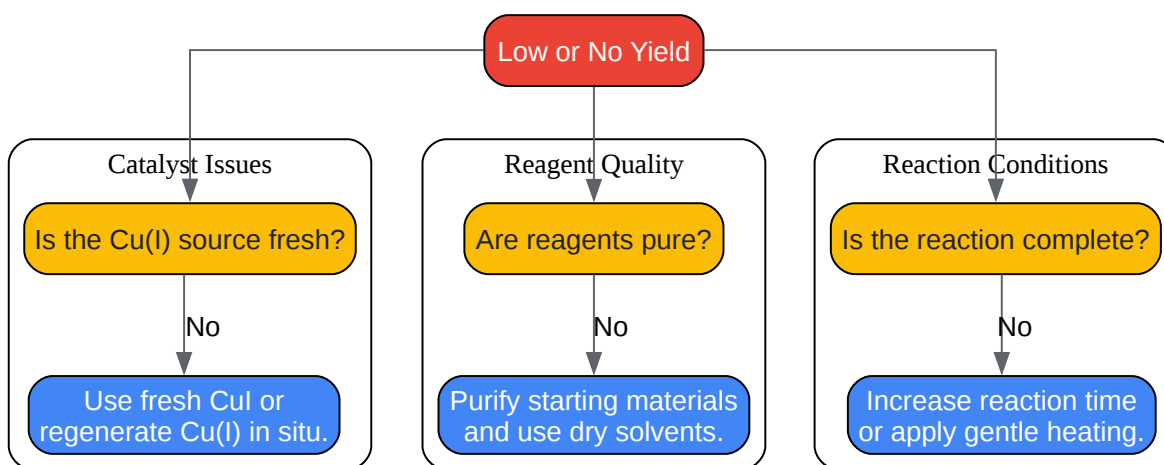 Low or No Yield
Catalyst Issues
Is the Cu(I) source fresh?
No
Use fresh CuI or
regenerate Cu(I) in situ.
Reagent Quality
Are reagents pure?
No
Purify starting materials
and use dry solvents.
Reaction Conditions
Is the reaction complete?
No
Increase reaction time
or apply gentle heating.